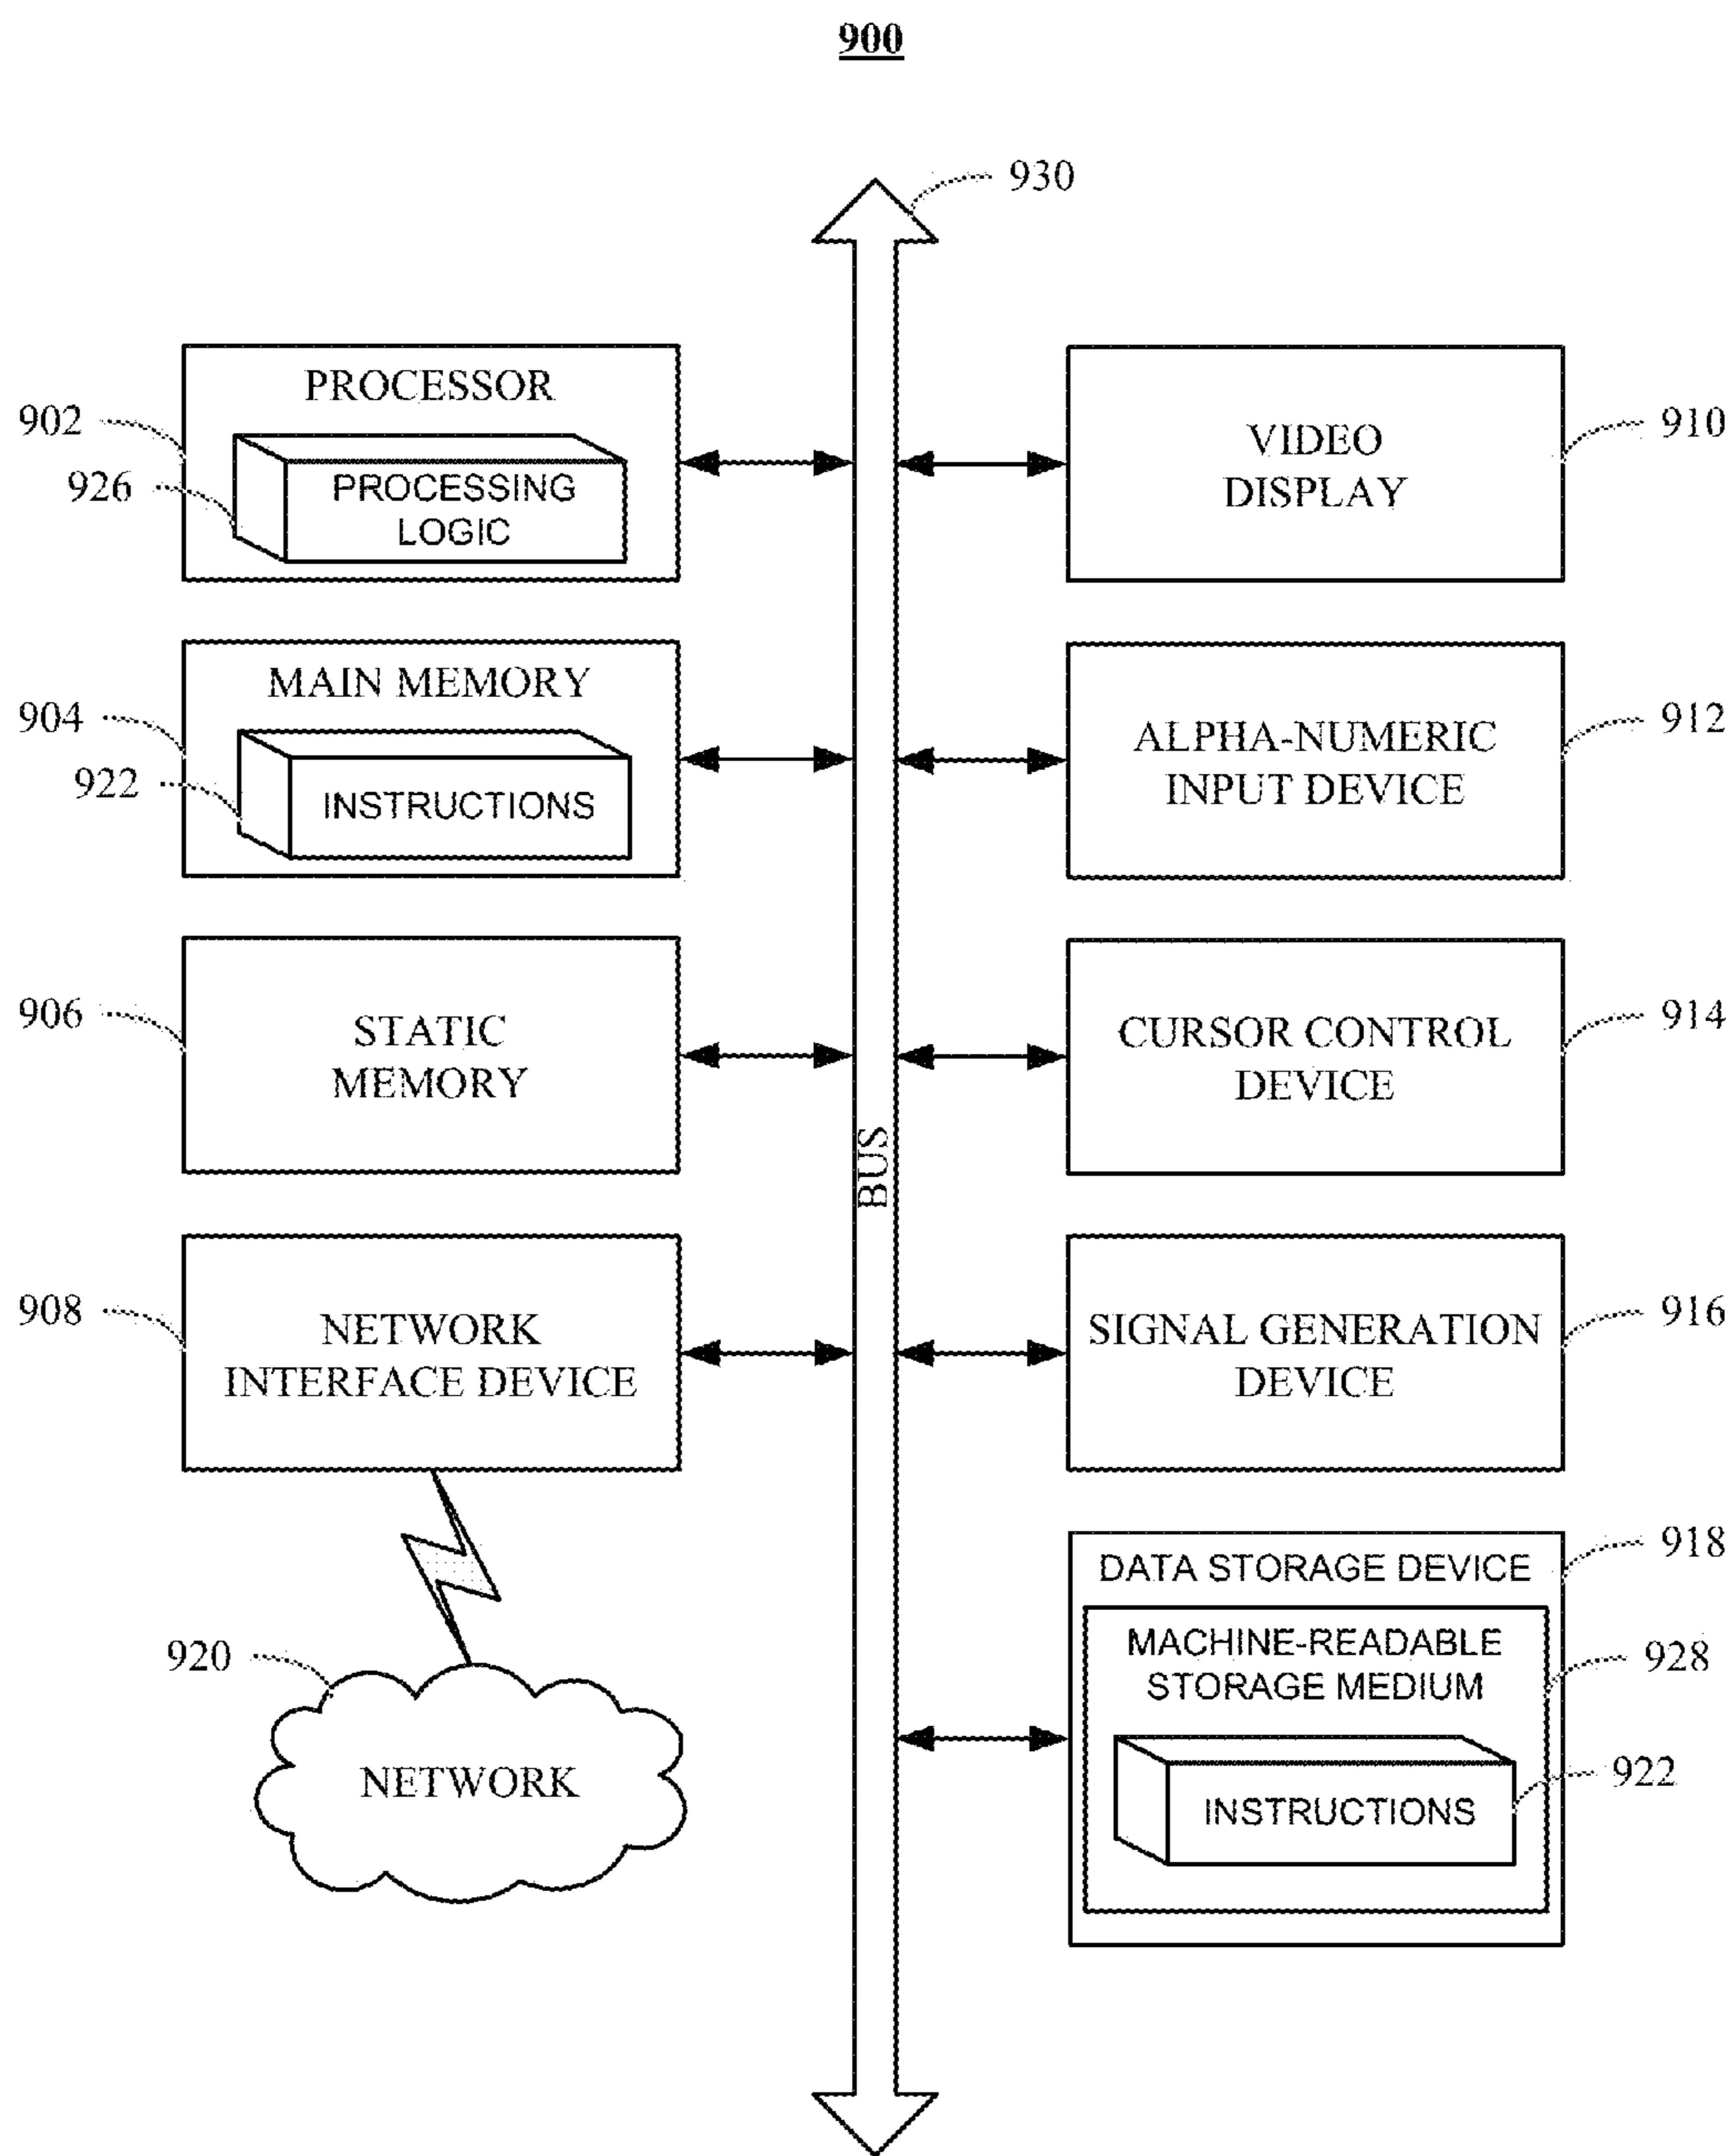 900
930
PROCESSOR
902
926
PROCESSING
LOGIC
VIDEO
DISPLAY
910
MAIN MEMORY
904
922
INSTRUCTIONS
ALPHA-NUMERIC
INPUT DEVICE
912
906
STATIC
MEMORY
CURSOR CONTROL
DEVICE
914
BUS
908
NETWORK
INTERFACE DEVICE
SIGNAL GENERATION
DEVICE
916
918
DATA STORAGE DEVICE
MACHINE-READABLE
STORAGE MEDIUM
928
922
INSTRUCTIONS
920
NETWORK